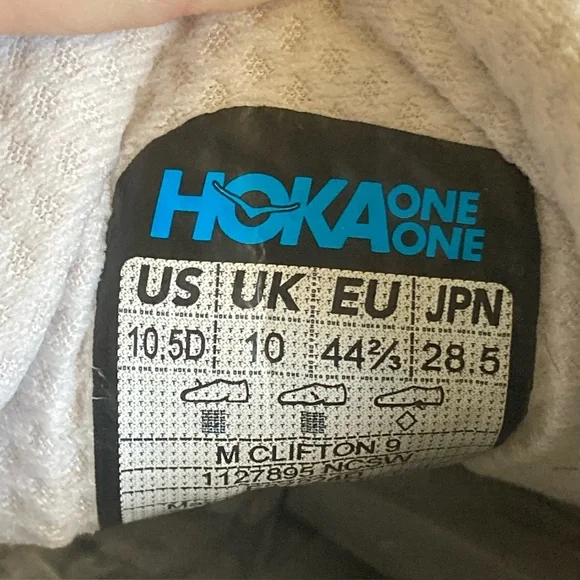 HOKA ONE ONE
US UK EU JPN
10.5D 10 44⅔ 28.5
M CLIFTON 9
1127895 NCSW